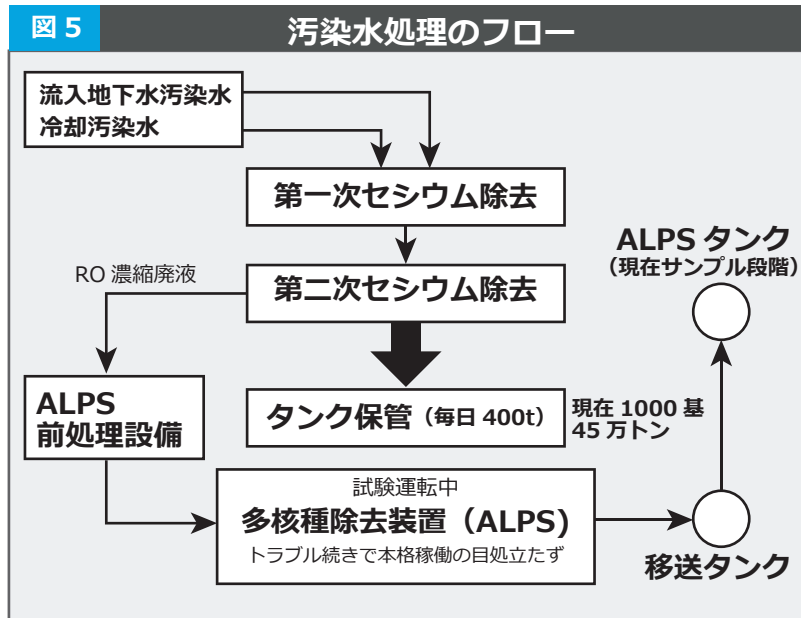 図5
汚染水処理のフロー
流入地下水汚染水
冷却汚染水
第一次セシウム除去
ALPS タンク
（現在サンプル段階）
RO 濃縮廃液
第二次セシウム除去
ALPS
前処理設備
タンク保管（毎日 400t）
現在 1000 基
45 万トン
試験運転中
多核種除去装置（ALPS)
トラブル続きで本格稼働の目処立たず
移送タンク